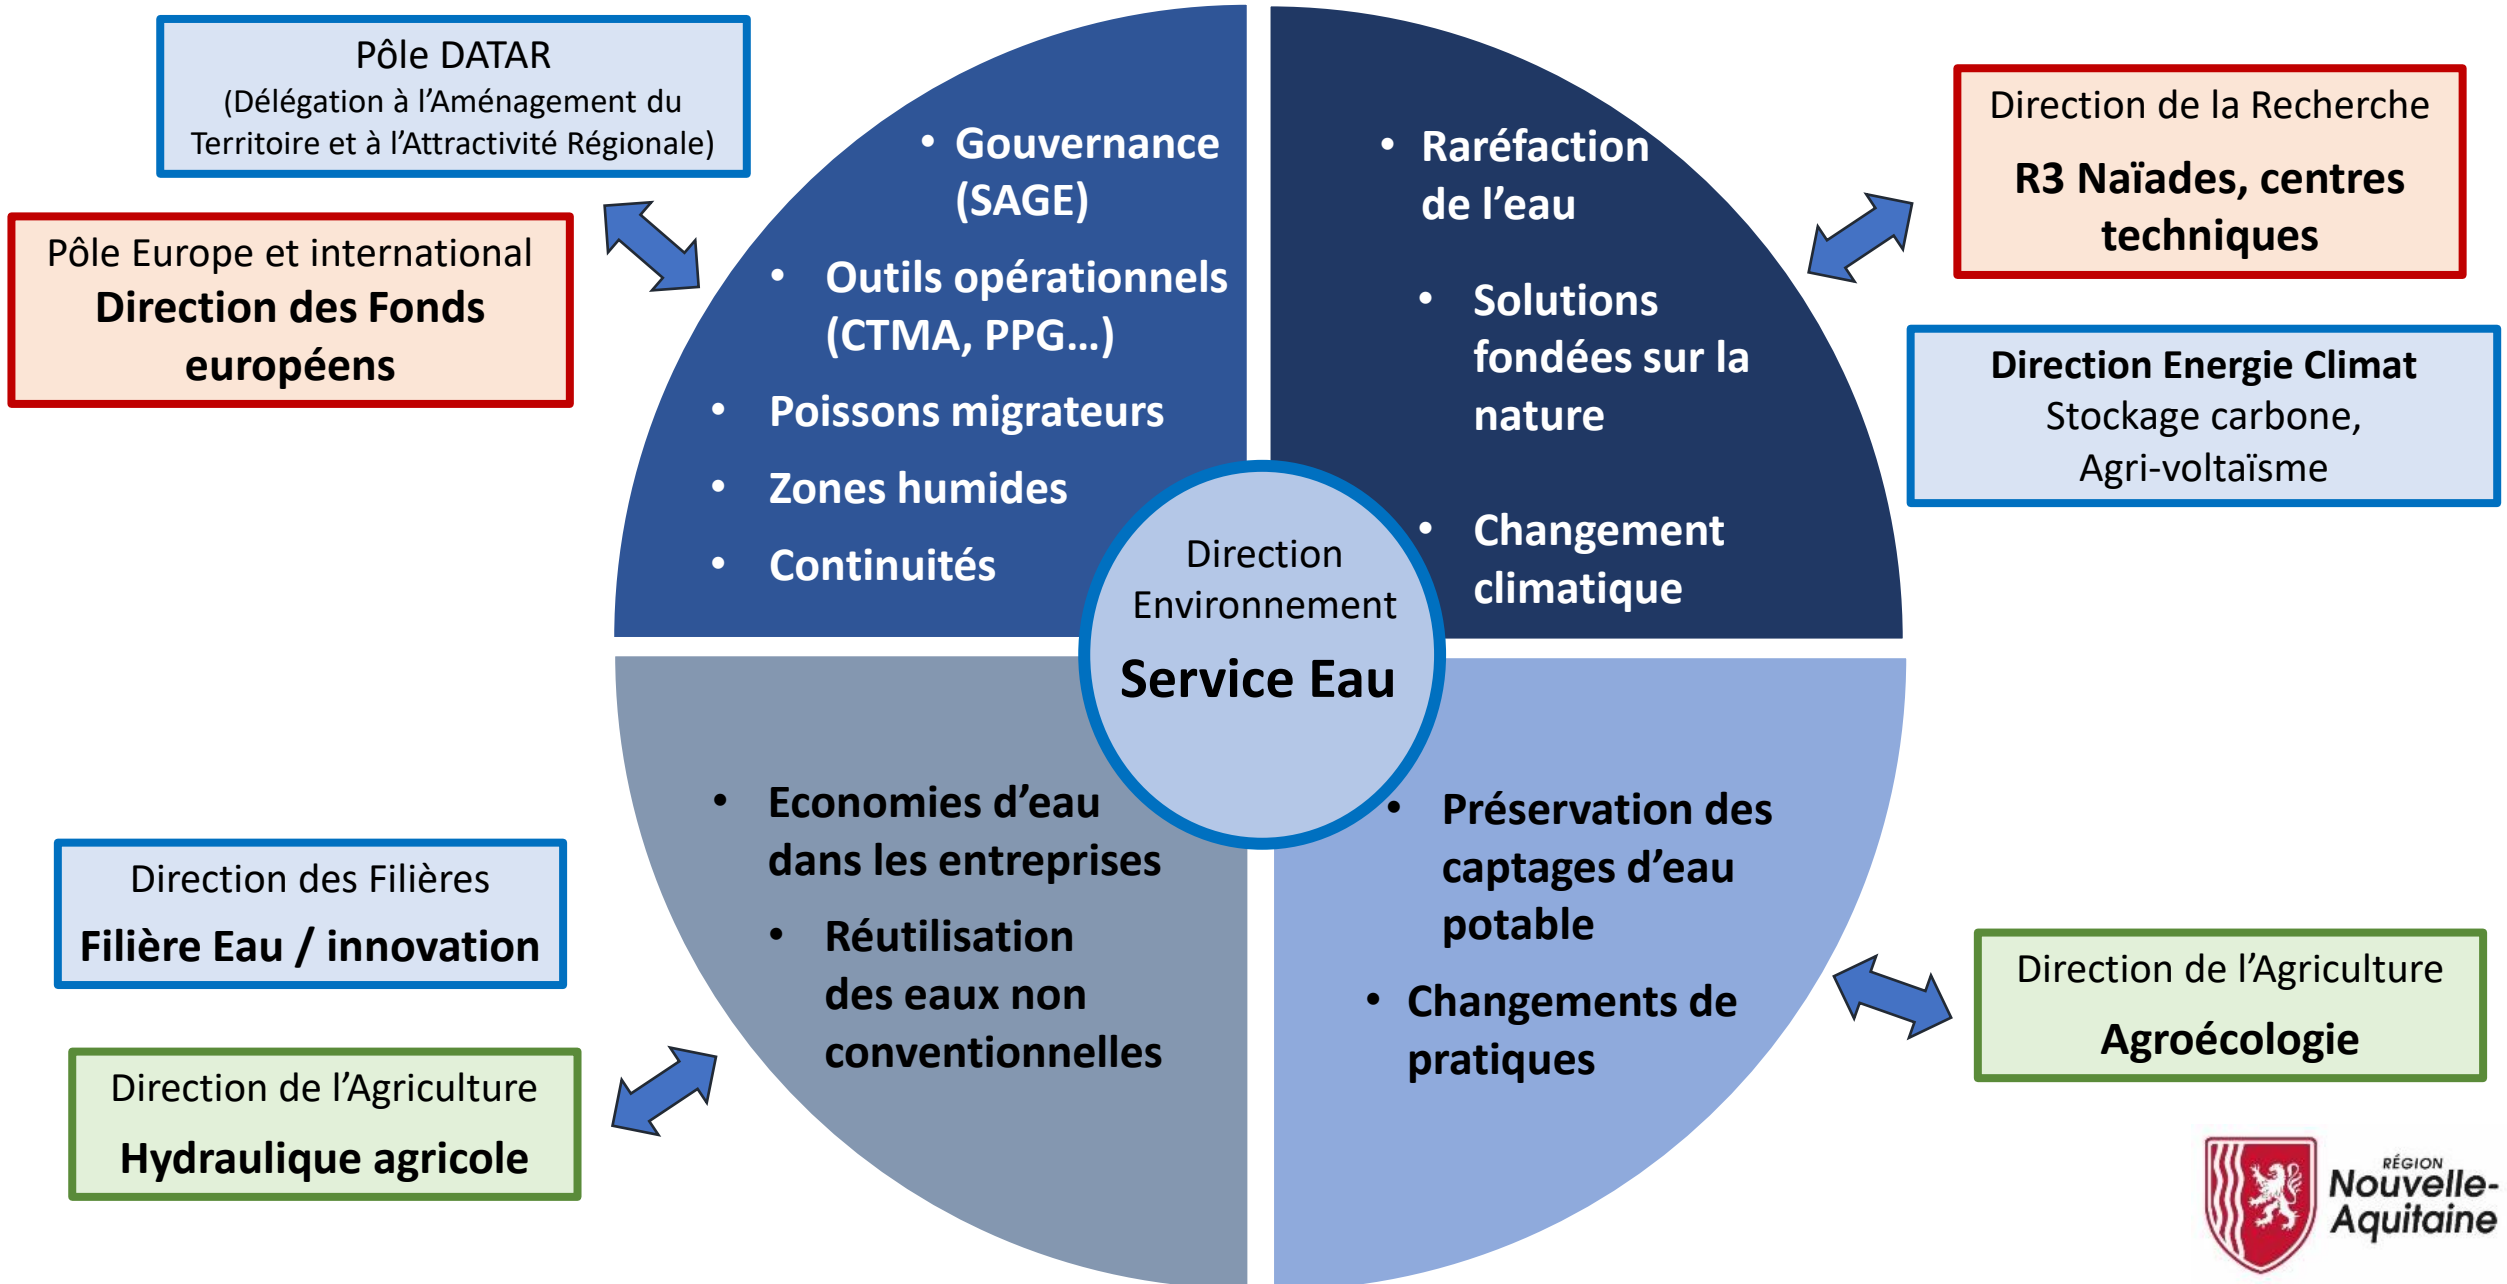 Pôle DATAR
(Délégation à l’Aménagement du
Territoire et à l’Attractivité Régionale)
Pôle Europe et international
Direction des Fonds
européens
• Gouvernance
(SAGE)
• Outils opérationnels
(CTMA, PPG…)
• Poissons migrateurs
• Zones humides
• Continuités
• Raréfaction
de l’eau
• Solutions
fondées sur la
nature
• Changement
climatique
Direction de la Recherche
R3 Naïades, centres
techniques
Direction Energie Climat
Stockage carbone,
Agri-voltaïsme
Direction
Environnement
Service Eau
Direction des Filières
Filière Eau / innovation
Direction de l’Agriculture
Hydraulique agricole
• Economies d’eau
dans les entreprises
• Réutilisation
des eaux non
conventionnelles
• Préservation des
captages d’eau
potable
• Changements de
pratiques
Direction de l’Agriculture
Agroécologie
RÉGION
Nouvelle-
Aquitaine